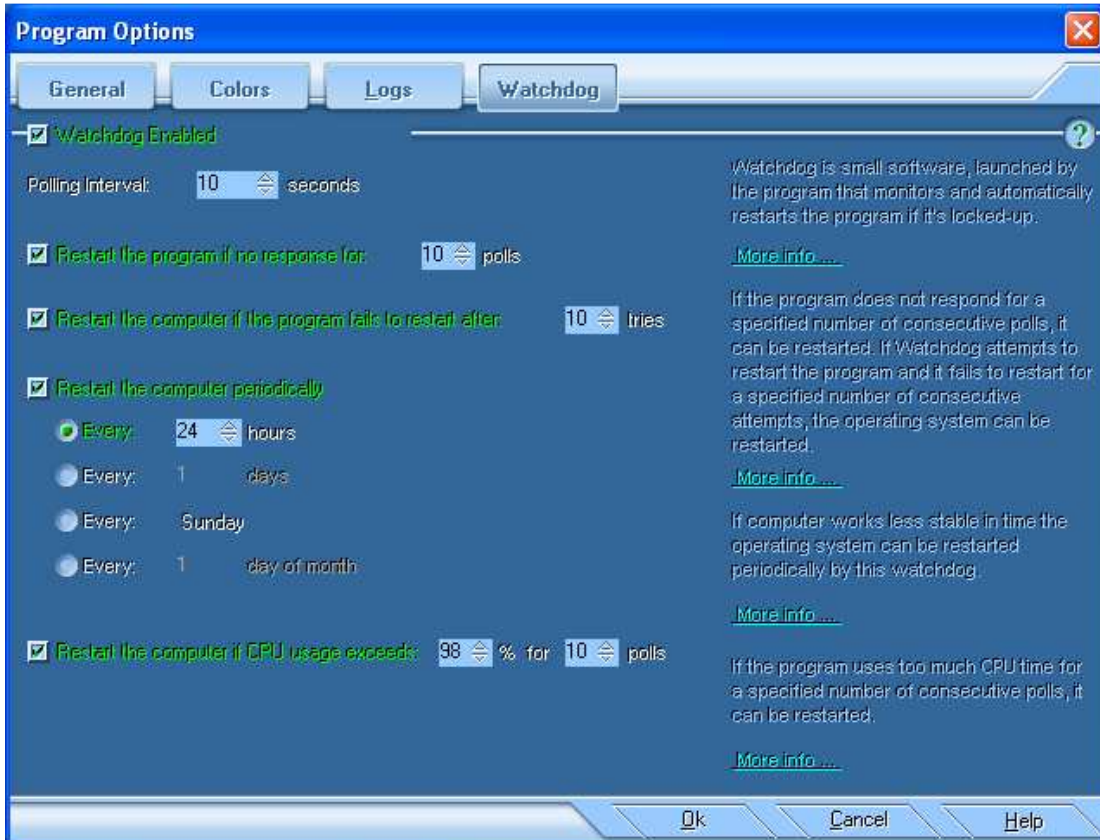 Program Options
General Colors Logs Watchdog
Watchdog Enabled
?
Polling Interval: 10 seconds
Watchdog is small software, launched by
the program that monitors and automatically
restarts the program if it's locked-up.
More info ...
Restart the program if no response for: 10 polls
Restart the computer if the program fails to restart after: 10 tries
If the program does not respond for a
specified number of consecutive polls, it
can be restarted. If Watchdog attempts to
restart the program and it fails to restart for
a specified number of consecutive
attempts, the operating system can be
restarted.
More info ...
Restart the computer periodically
Every: 24 hours
Every: 1 days
Every: Sunday
Every: 1 day of month
If computer works less stable in time the
operating system can be restarted
periodically by this watchdog.
More info ...
Restart the computer if CPU usage exceeds: 98 % for 10 polls
If the program uses too much CPU time for
a specified number of consecutive polls, it
can be restarted.
More info ...
Ok Cancel Help